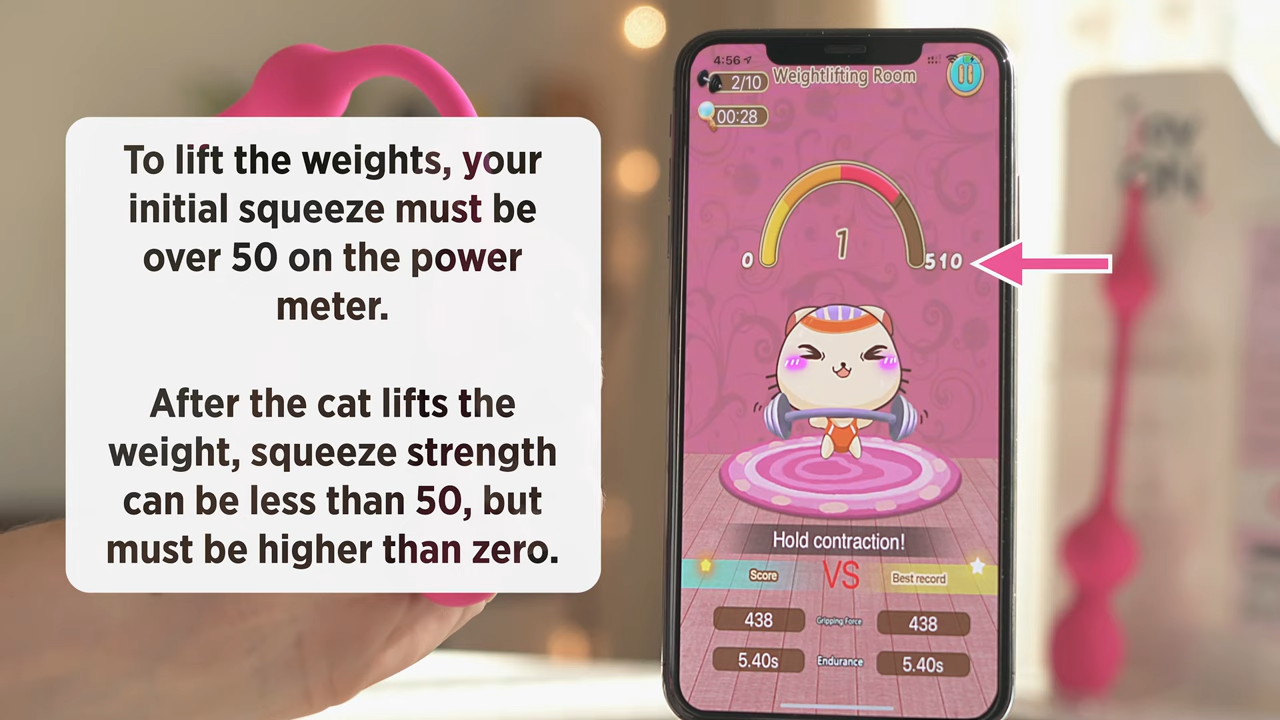 To lift the weights, your
initial squeeze must be
over 50 on the power
meter.
After the cat lifts the
weight, squeeze strength
can be less than 50, but
must be higher than zero.
4:56
2/10
Weightlifting Room
00:28
1
0
510
Hold contraction!
Score
VS
Best record
438
Gripping Force
438
5.40s
Endurance
5.40s